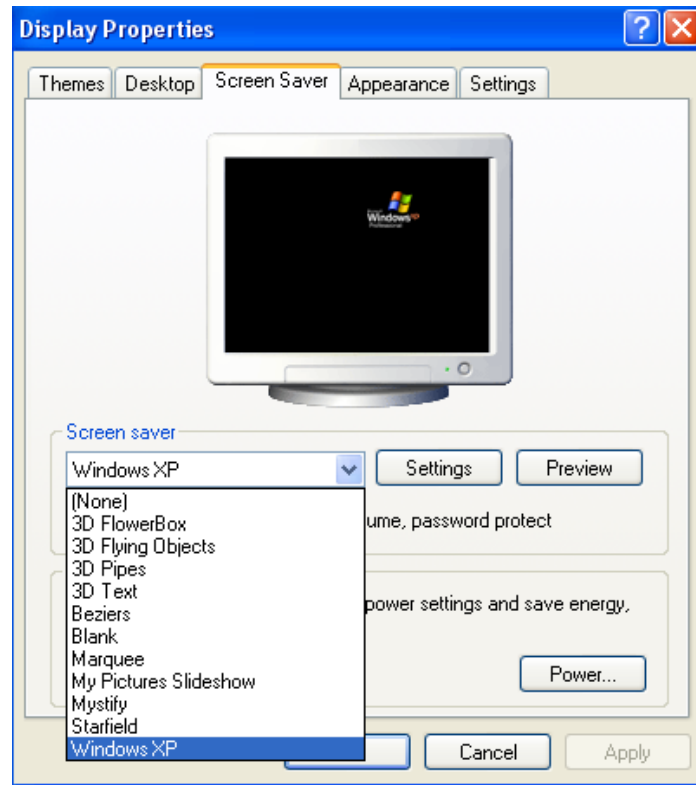 Display Properties
?
Themes Desktop Screen Saver Appearance Settings
Microsoft
Windows xp
Professional
Screen saver
Windows XP Settings Preview
(None)
3D FlowerBox
ume, password protect
3D Flying Objects
3D Pipes
3D Text
power settings and save energy,
Beziers
Blank
Marquee
My Pictures Slideshow
Power...
Mystify
Starfield
Windows XP
Cancel Apply